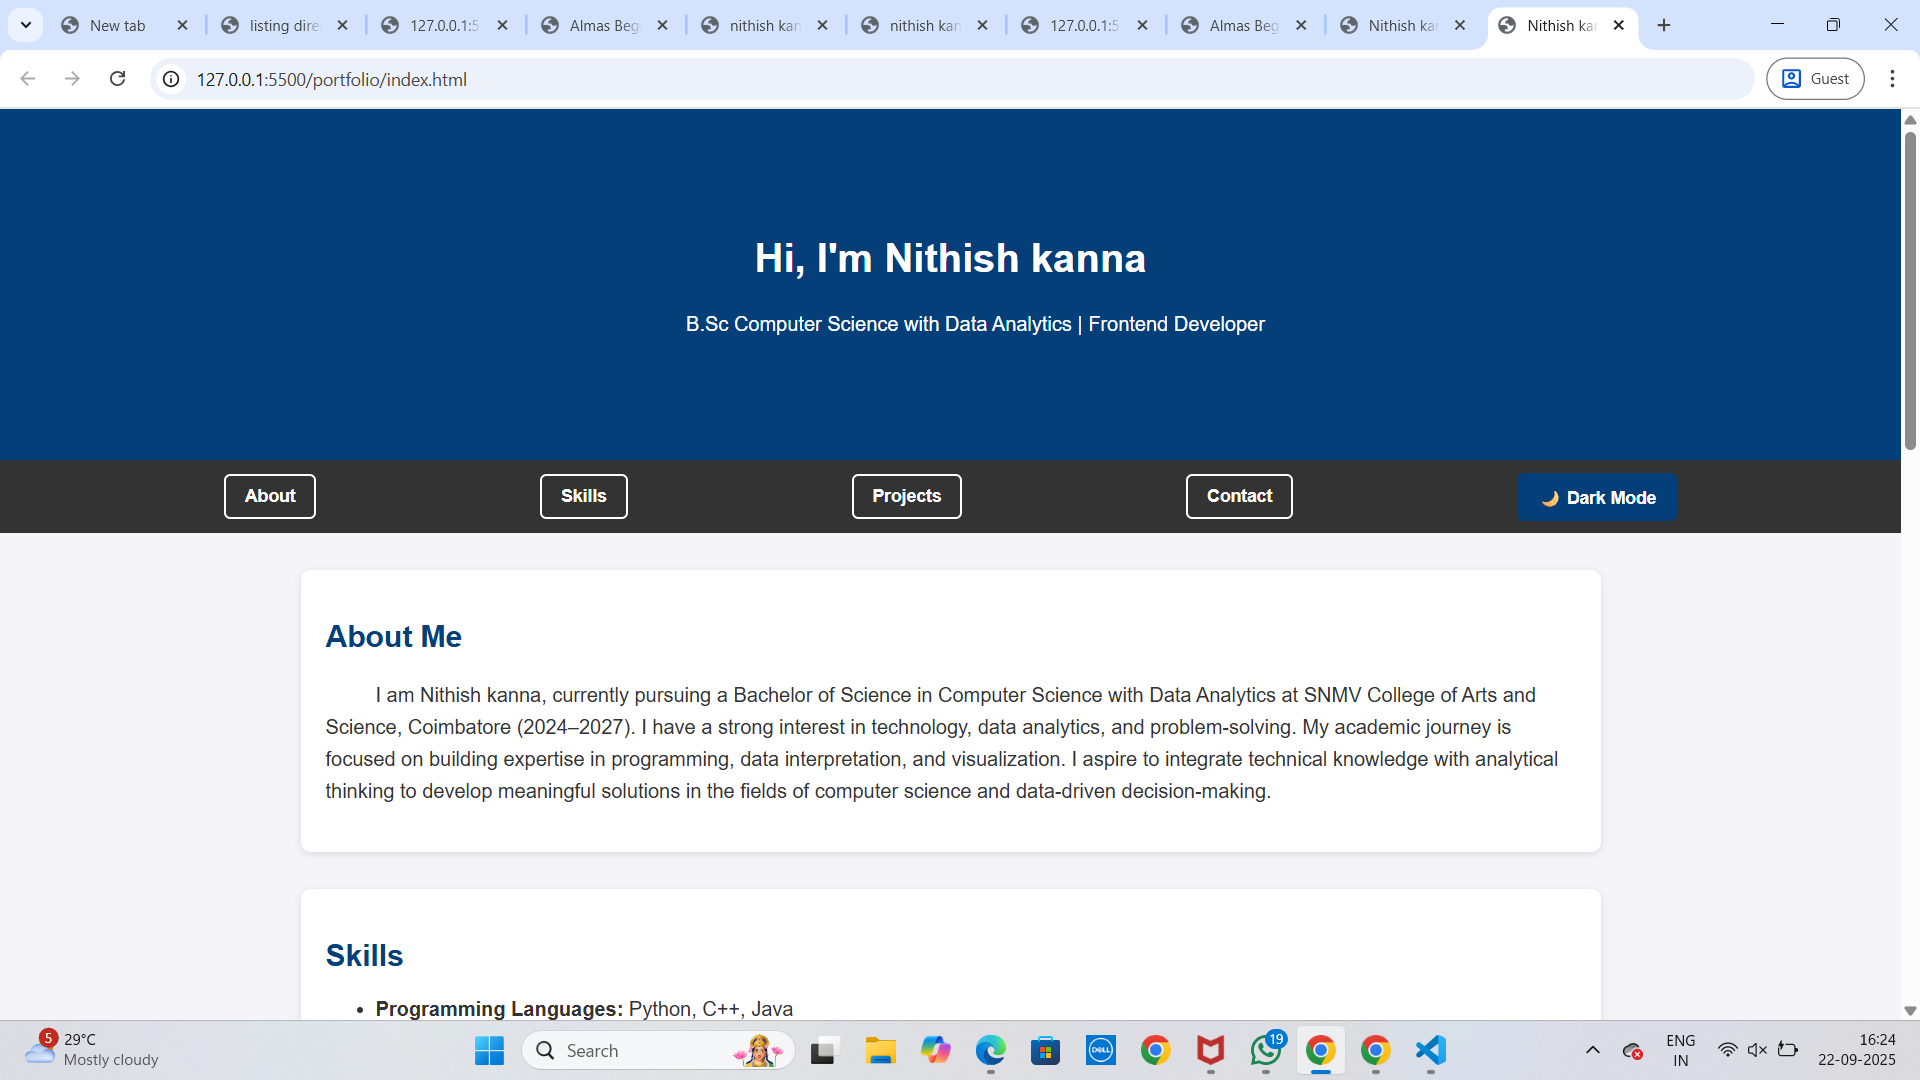 New tab
listing dire
127.0.0.1:5
Almas Beg
nithish kan
nithish kan
127.0.0.1:5
Almas Beg
Nithish kan
Nithish kan
127.0.0.1:5500/portfolio/index.html
Guest
Hi, I'm Nithish kanna
B.Sc Computer Science with Data Analytics | Frontend Developer
About
Skills
Projects
Contact
🌙 Dark Mode
About Me
I am Nithish kanna, currently pursuing a Bachelor of Science in Computer Science with Data Analytics at SNMV College of Arts and
Science, Coimbatore (2024–2027). I have a strong interest in technology, data analytics, and problem-solving. My academic journey is
focused on building expertise in programming, data interpretation, and visualization. I aspire to integrate technical knowledge with analytical
thinking to develop meaningful solutions in the fields of computer science and data-driven decision-making.
Skills
• Programming Languages: Python, C++, Java
5
29°C
Mostly cloudy
Search
DELL
19
ENG
IN
16:24
22-09-2025